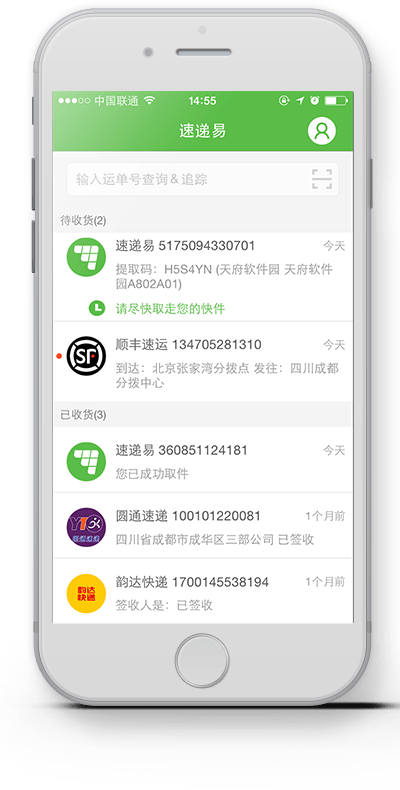 中国联通 14:55
速递易
输入运单号查询&追踪
待收货(2)
速递易 5175094330701 今天
提取码：H5S4YN (天府软件园 天府软件
园A802A01)
请尽快取走您的快件
SF
顺丰速运 134705281310 今天
到达：北京张家湾分拨点 发往：四川成都
分拨中心
已收货(3)
速递易 360851124181 今天
您已成功取件
YTO
圆通速递
圆通速递 100101220081 1个月前
四川省成都市成华区三部公司 已签收
韵达
快递
韵达快递 1700145538194 1个月前
签收人是：已签收